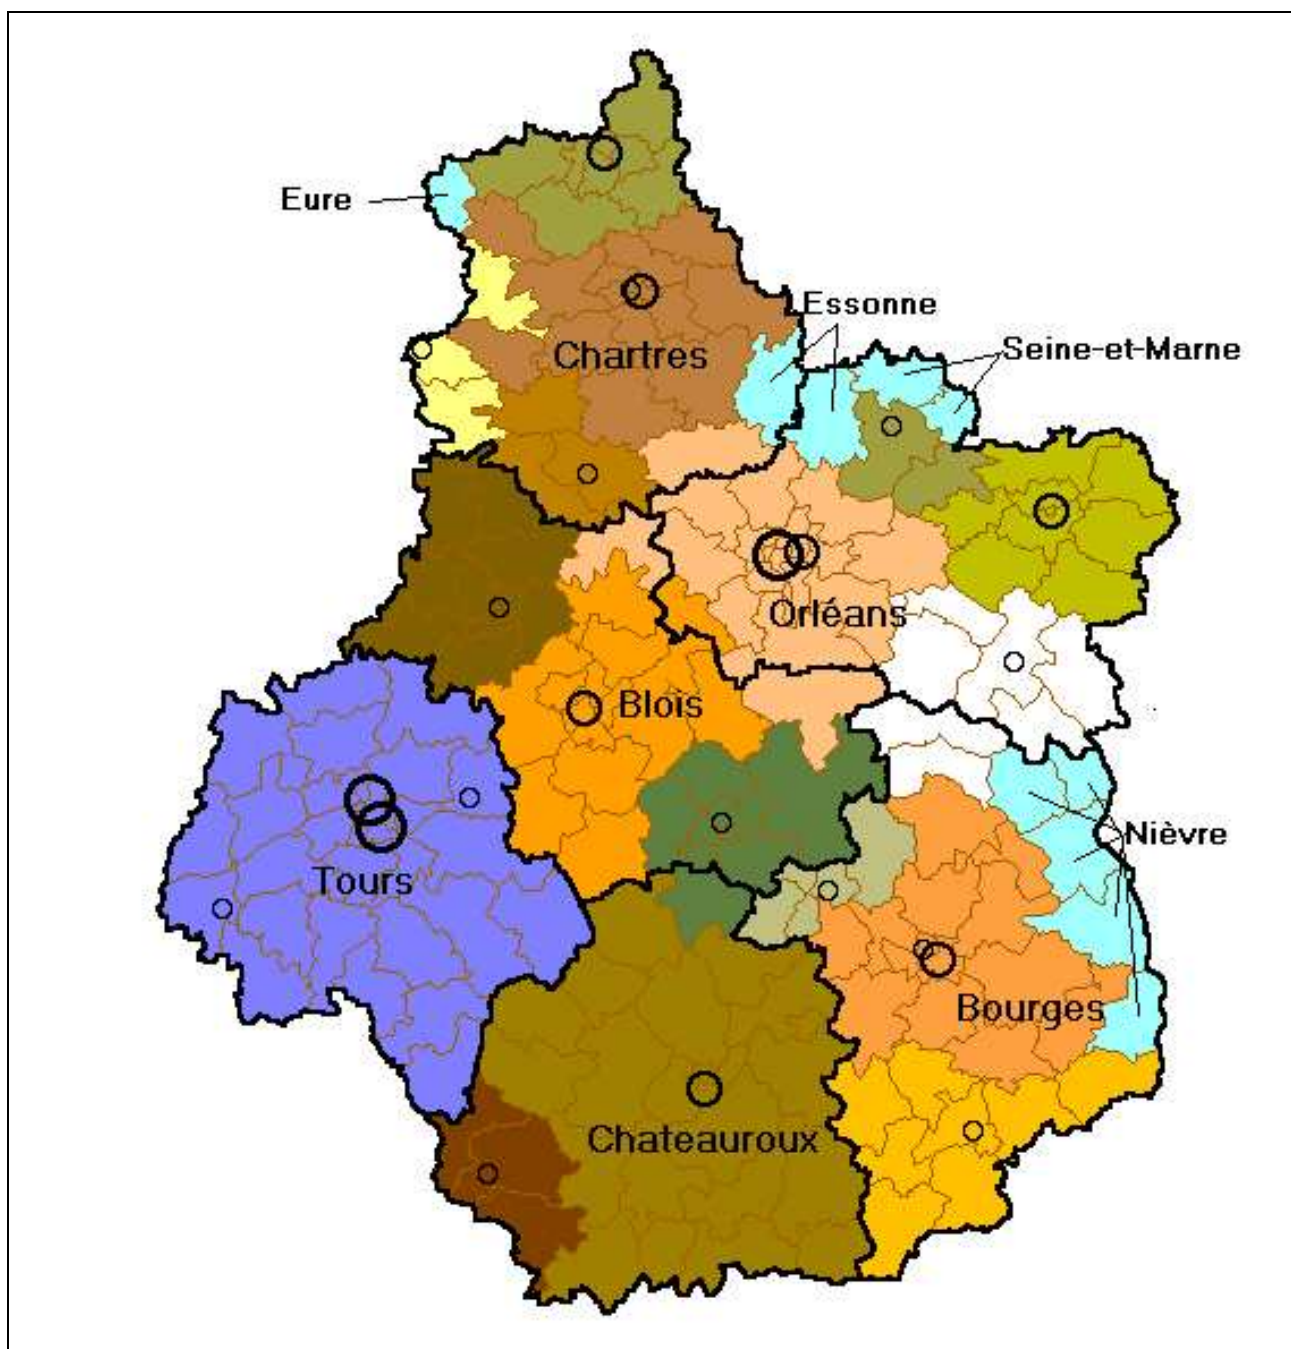 Eure
Essonne
Seine-et-Marne
Chartres
Orléans
Blois
Nièvre
Tours
Bourges
Chateauroux